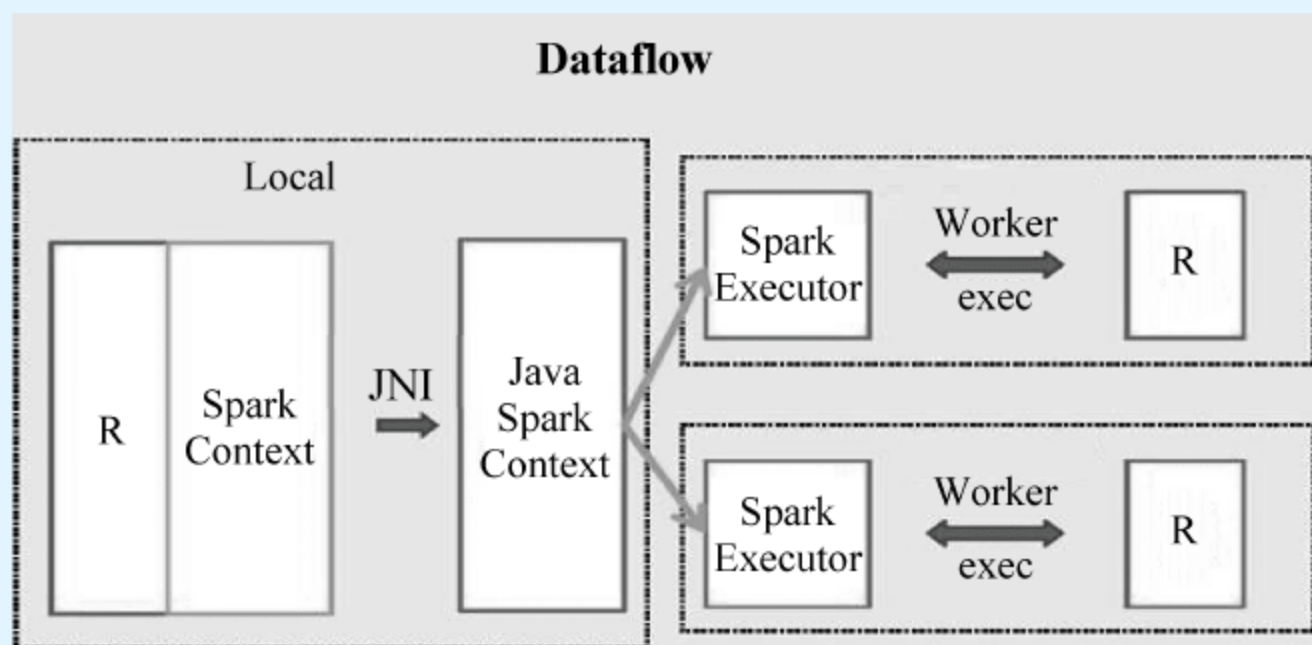 Dataflow
Local
R
Spark
Context
JNI
Java
Spark
Context
Spark
Executor
Worker
exec
R
Spark
Executor
Worker
exec
R